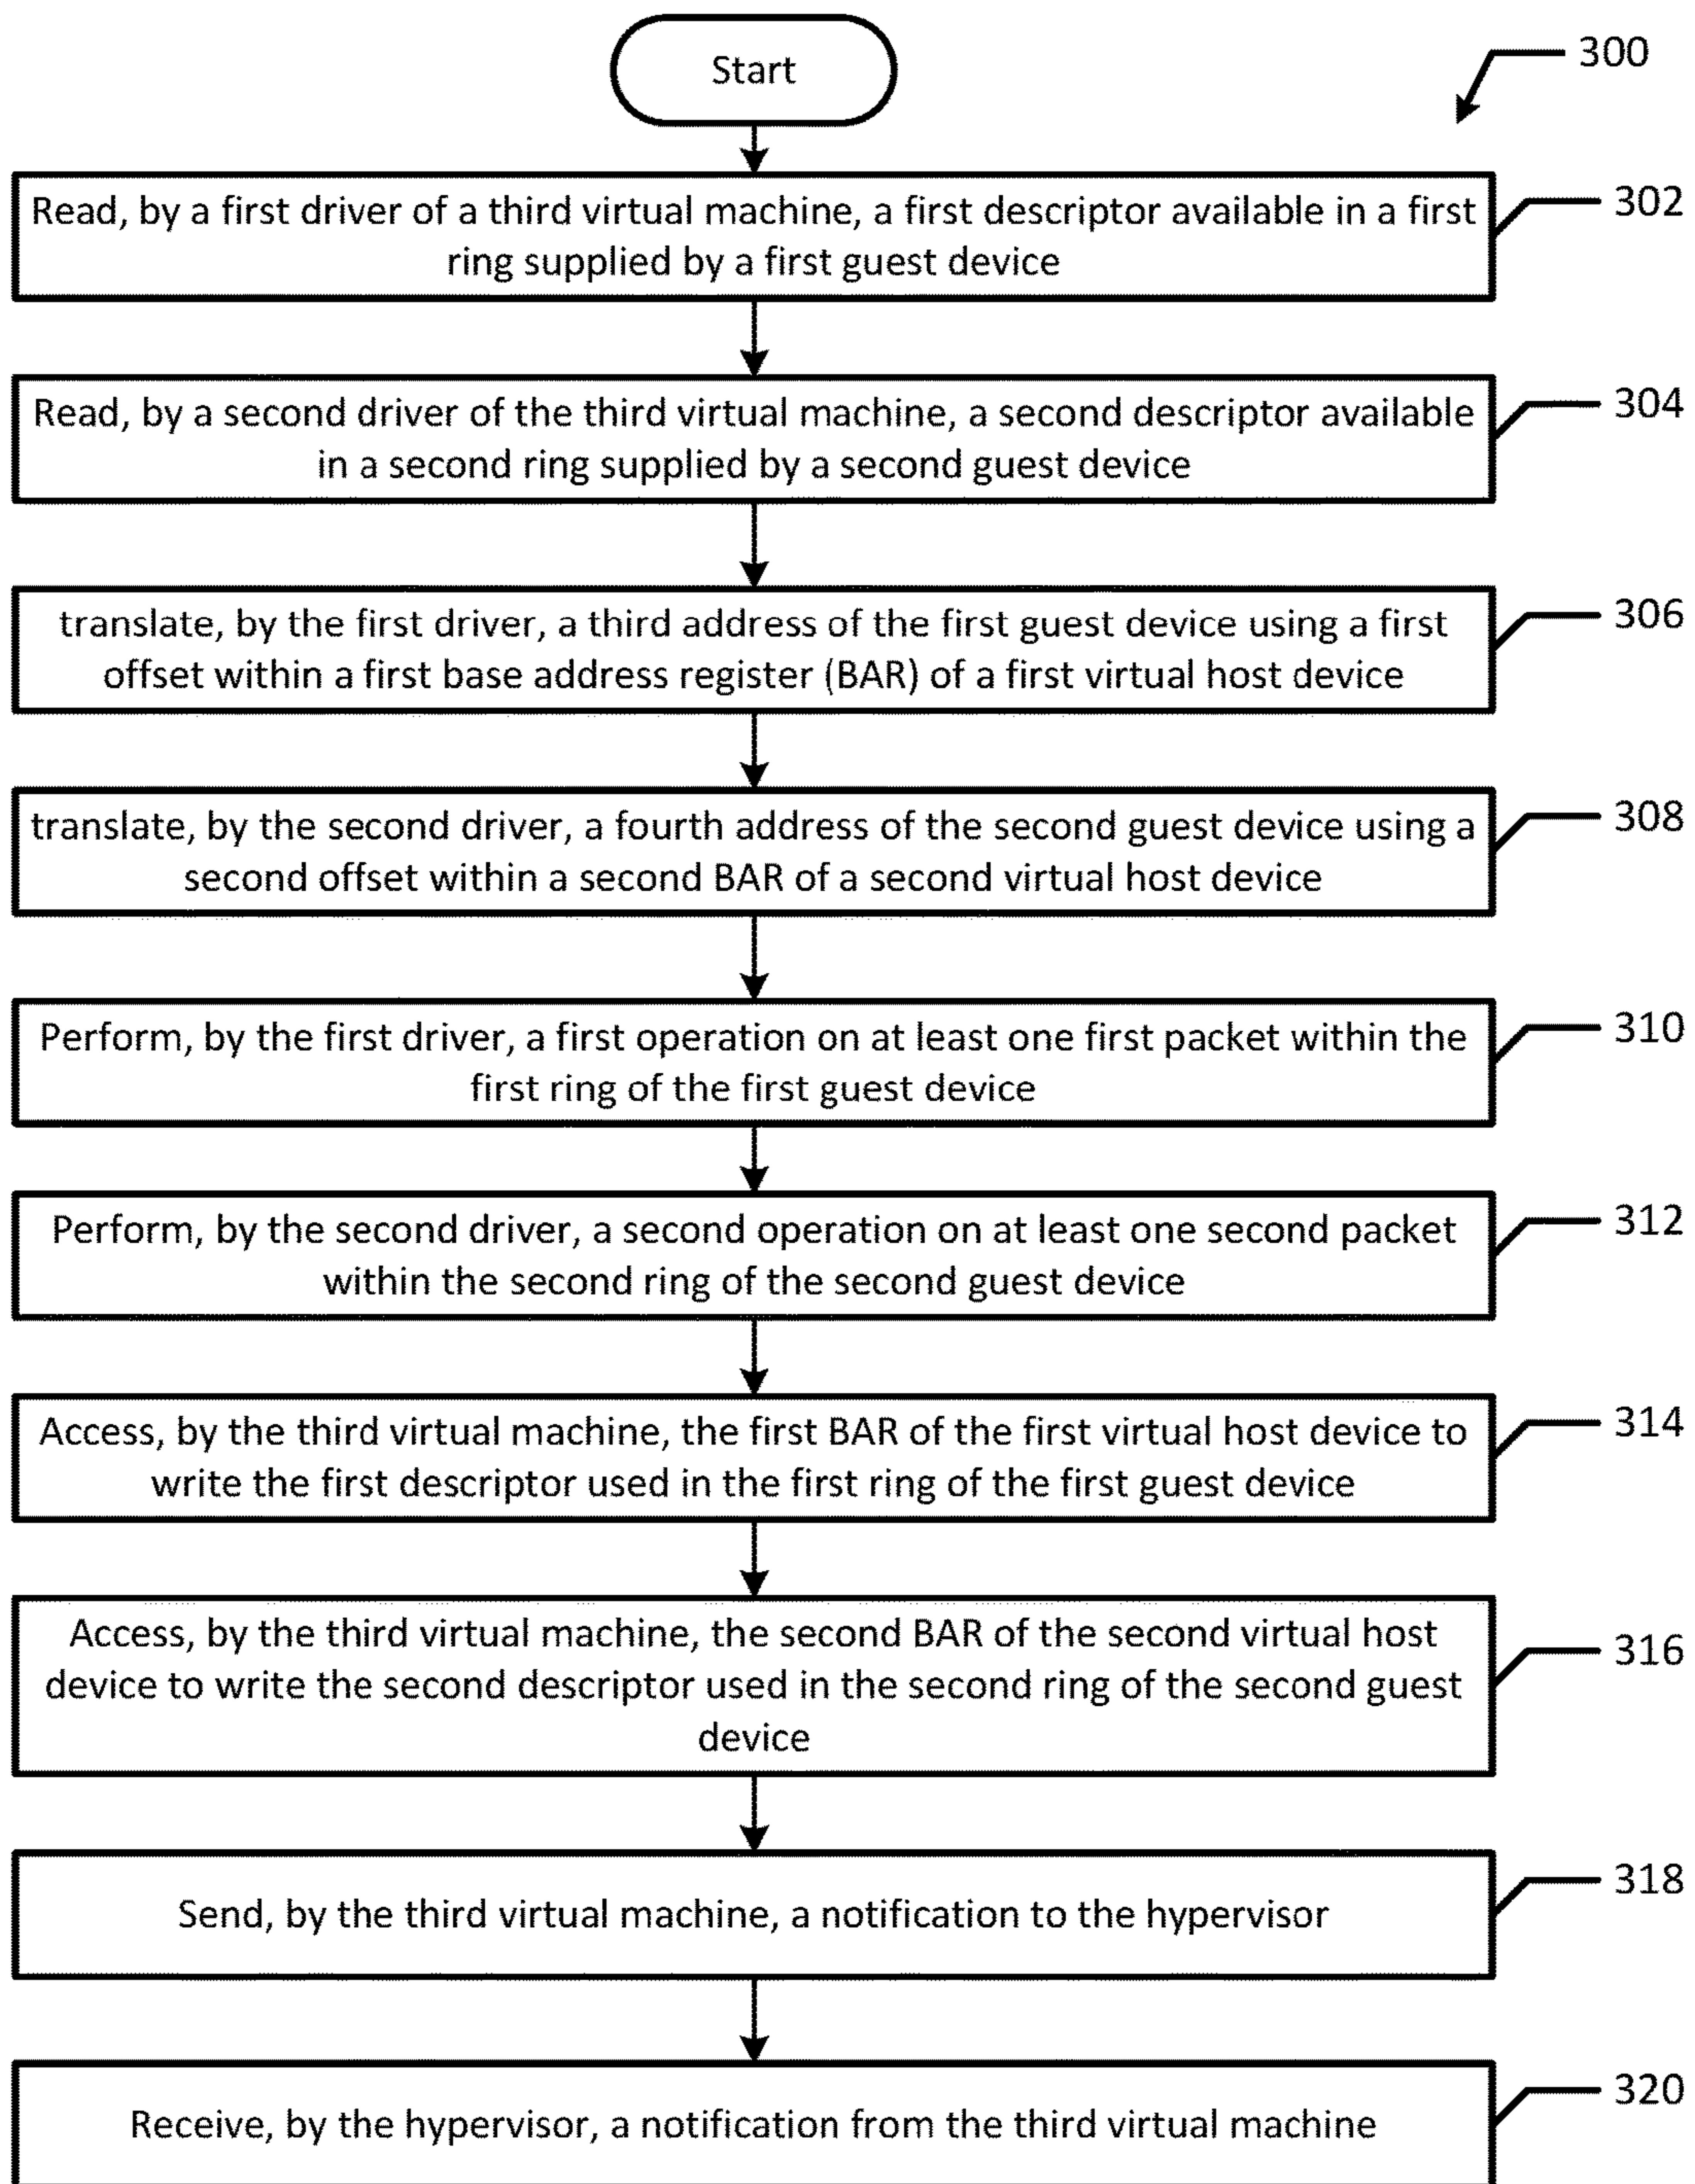 Start
300
Read, by a first driver of a third virtual machine, a first descriptor available in a first
ring supplied by a first guest device
302
Read, by a second driver of the third virtual machine, a second descriptor available
in a second ring supplied by a second guest device
304
translate, by the first driver, a third address of the first guest device using a first
offset within a first base address register (BAR) of a first virtual host device
306
translate, by the second driver, a fourth address of the second guest device using a
second offset within a second BAR of a second virtual host device
308
Perform, by the first driver, a first operation on at least one first packet within the
first ring of the first guest device
310
Perform, by the second driver, a second operation on at least one second packet
within the second ring of the second guest device
312
Access, by the third virtual machine, the first BAR of the first virtual host device to
write the first descriptor used in the first ring of the first guest device
314
Access, by the third virtual machine, the second BAR of the second virtual host
device to write the second descriptor used in the second ring of the second guest
device
316
Send, by the third virtual machine, a notification to the hypervisor
318
Receive, by the hypervisor, a notification from the third virtual machine
320